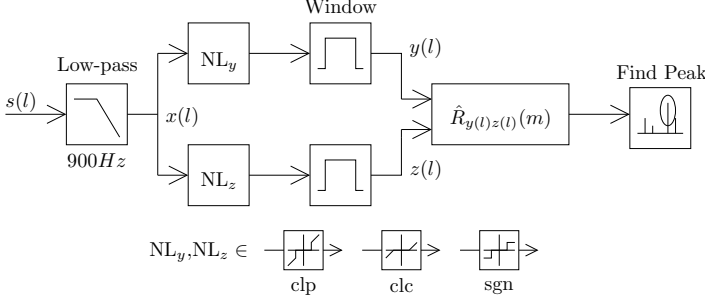 Window
Low-pass
s(l)
900Hz
x(l)
NL_y
NL_z
y(l)
z(l)
R̂_{y(l)z(l)}(m)
Find Peak
NL_y,NL_z ∈
clp
clc
sgn